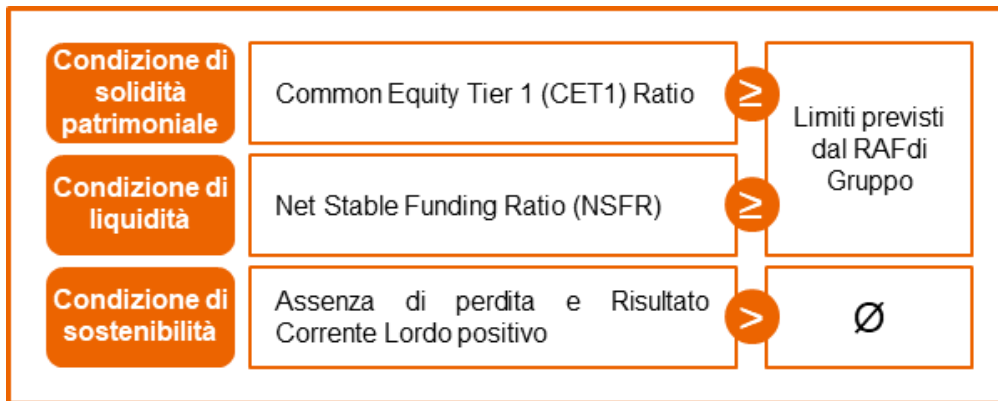 Condizione di
solidità
patrimoniale
Common Equity Tier 1 (CET1) Ratio
≥
Limiti previsti
dal RAFdi
Gruppo
Condizione di
liquidità
Net Stable Funding Ratio (NSFR)
≥
Condizione di
sostenibilità
Assenza di perdita e Risultato
Corrente Lordo positivo
>
Ø